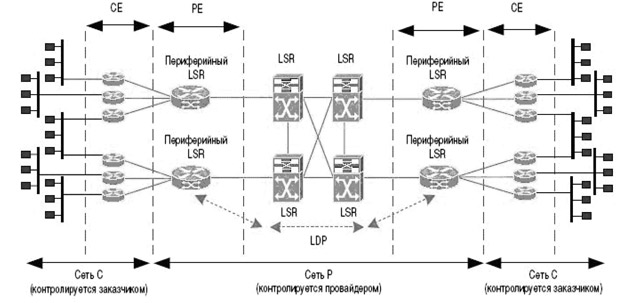 CE
PE
PE
CE
Периферийный
LSR
LSR
LSR
Периферийный
LSR
Периферийный
LSR
Периферийный
LSR
LSR
LSR
LDP
Сеть C
(контролируется заказчиком)
Сеть P
(контролируется провайдером)
Сеть C
(контролируется заказчиком)